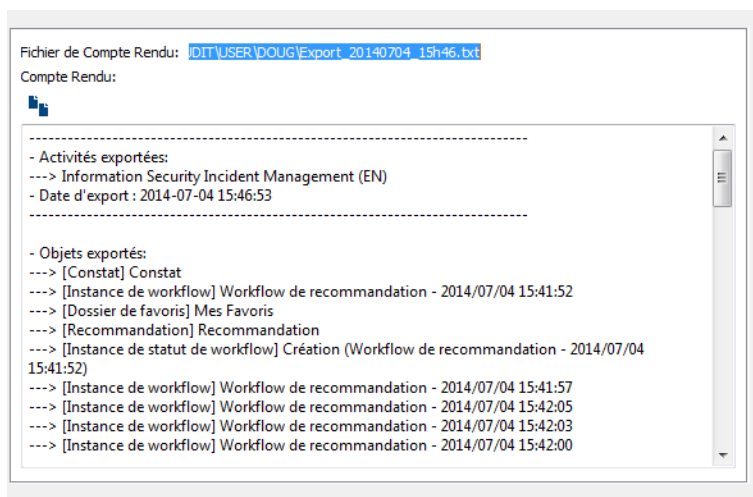 Fichier de Compte Rendu: JDIT\USER\DOUG\Export_20140704_15h46.txt
Compte Rendu:
------------------------------------------------------------------------------
- Activités exportées:
---> Information Security Incident Management (EN)
- Date d'export : 2014-07-04 15:46:53
------------------------------------------------------------------------------
- Objets exportés:
---> [Constat] Constat
---> [Instance de workflow] Workflow de recommandation - 2014/07/04 15:41:52
---> [Dossier de favoris] Mes Favoris
---> [Recommandation] Recommandation
---> [Instance de statut de workflow] Création (Workflow de recommandation - 2014/07/04
15:41:52)
---> [Instance de workflow] Workflow de recommandation - 2014/07/04 15:41:57
---> [Instance de workflow] Workflow de recommandation - 2014/07/04 15:42:05
---> [Instance de workflow] Workflow de recommandation - 2014/07/04 15:42:03
---> [Instance de workflow] Workflow de recommandation - 2014/07/04 15:42:00